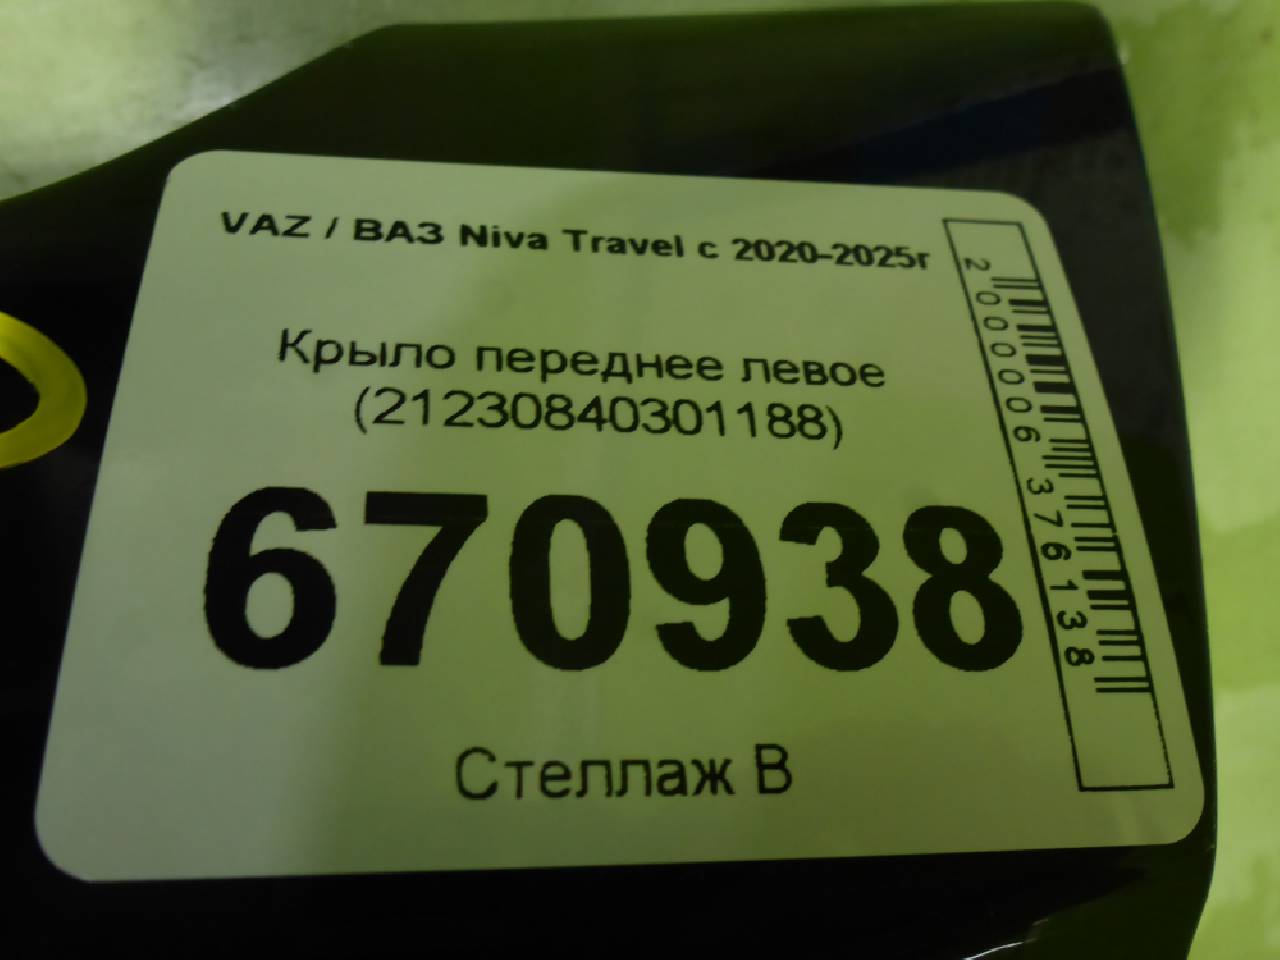 VAZ / ВАЗ Niva Travel с 2020-2025г
Крыло переднее левое
(21230840301188)
670938
Стеллаж В
2000006376138